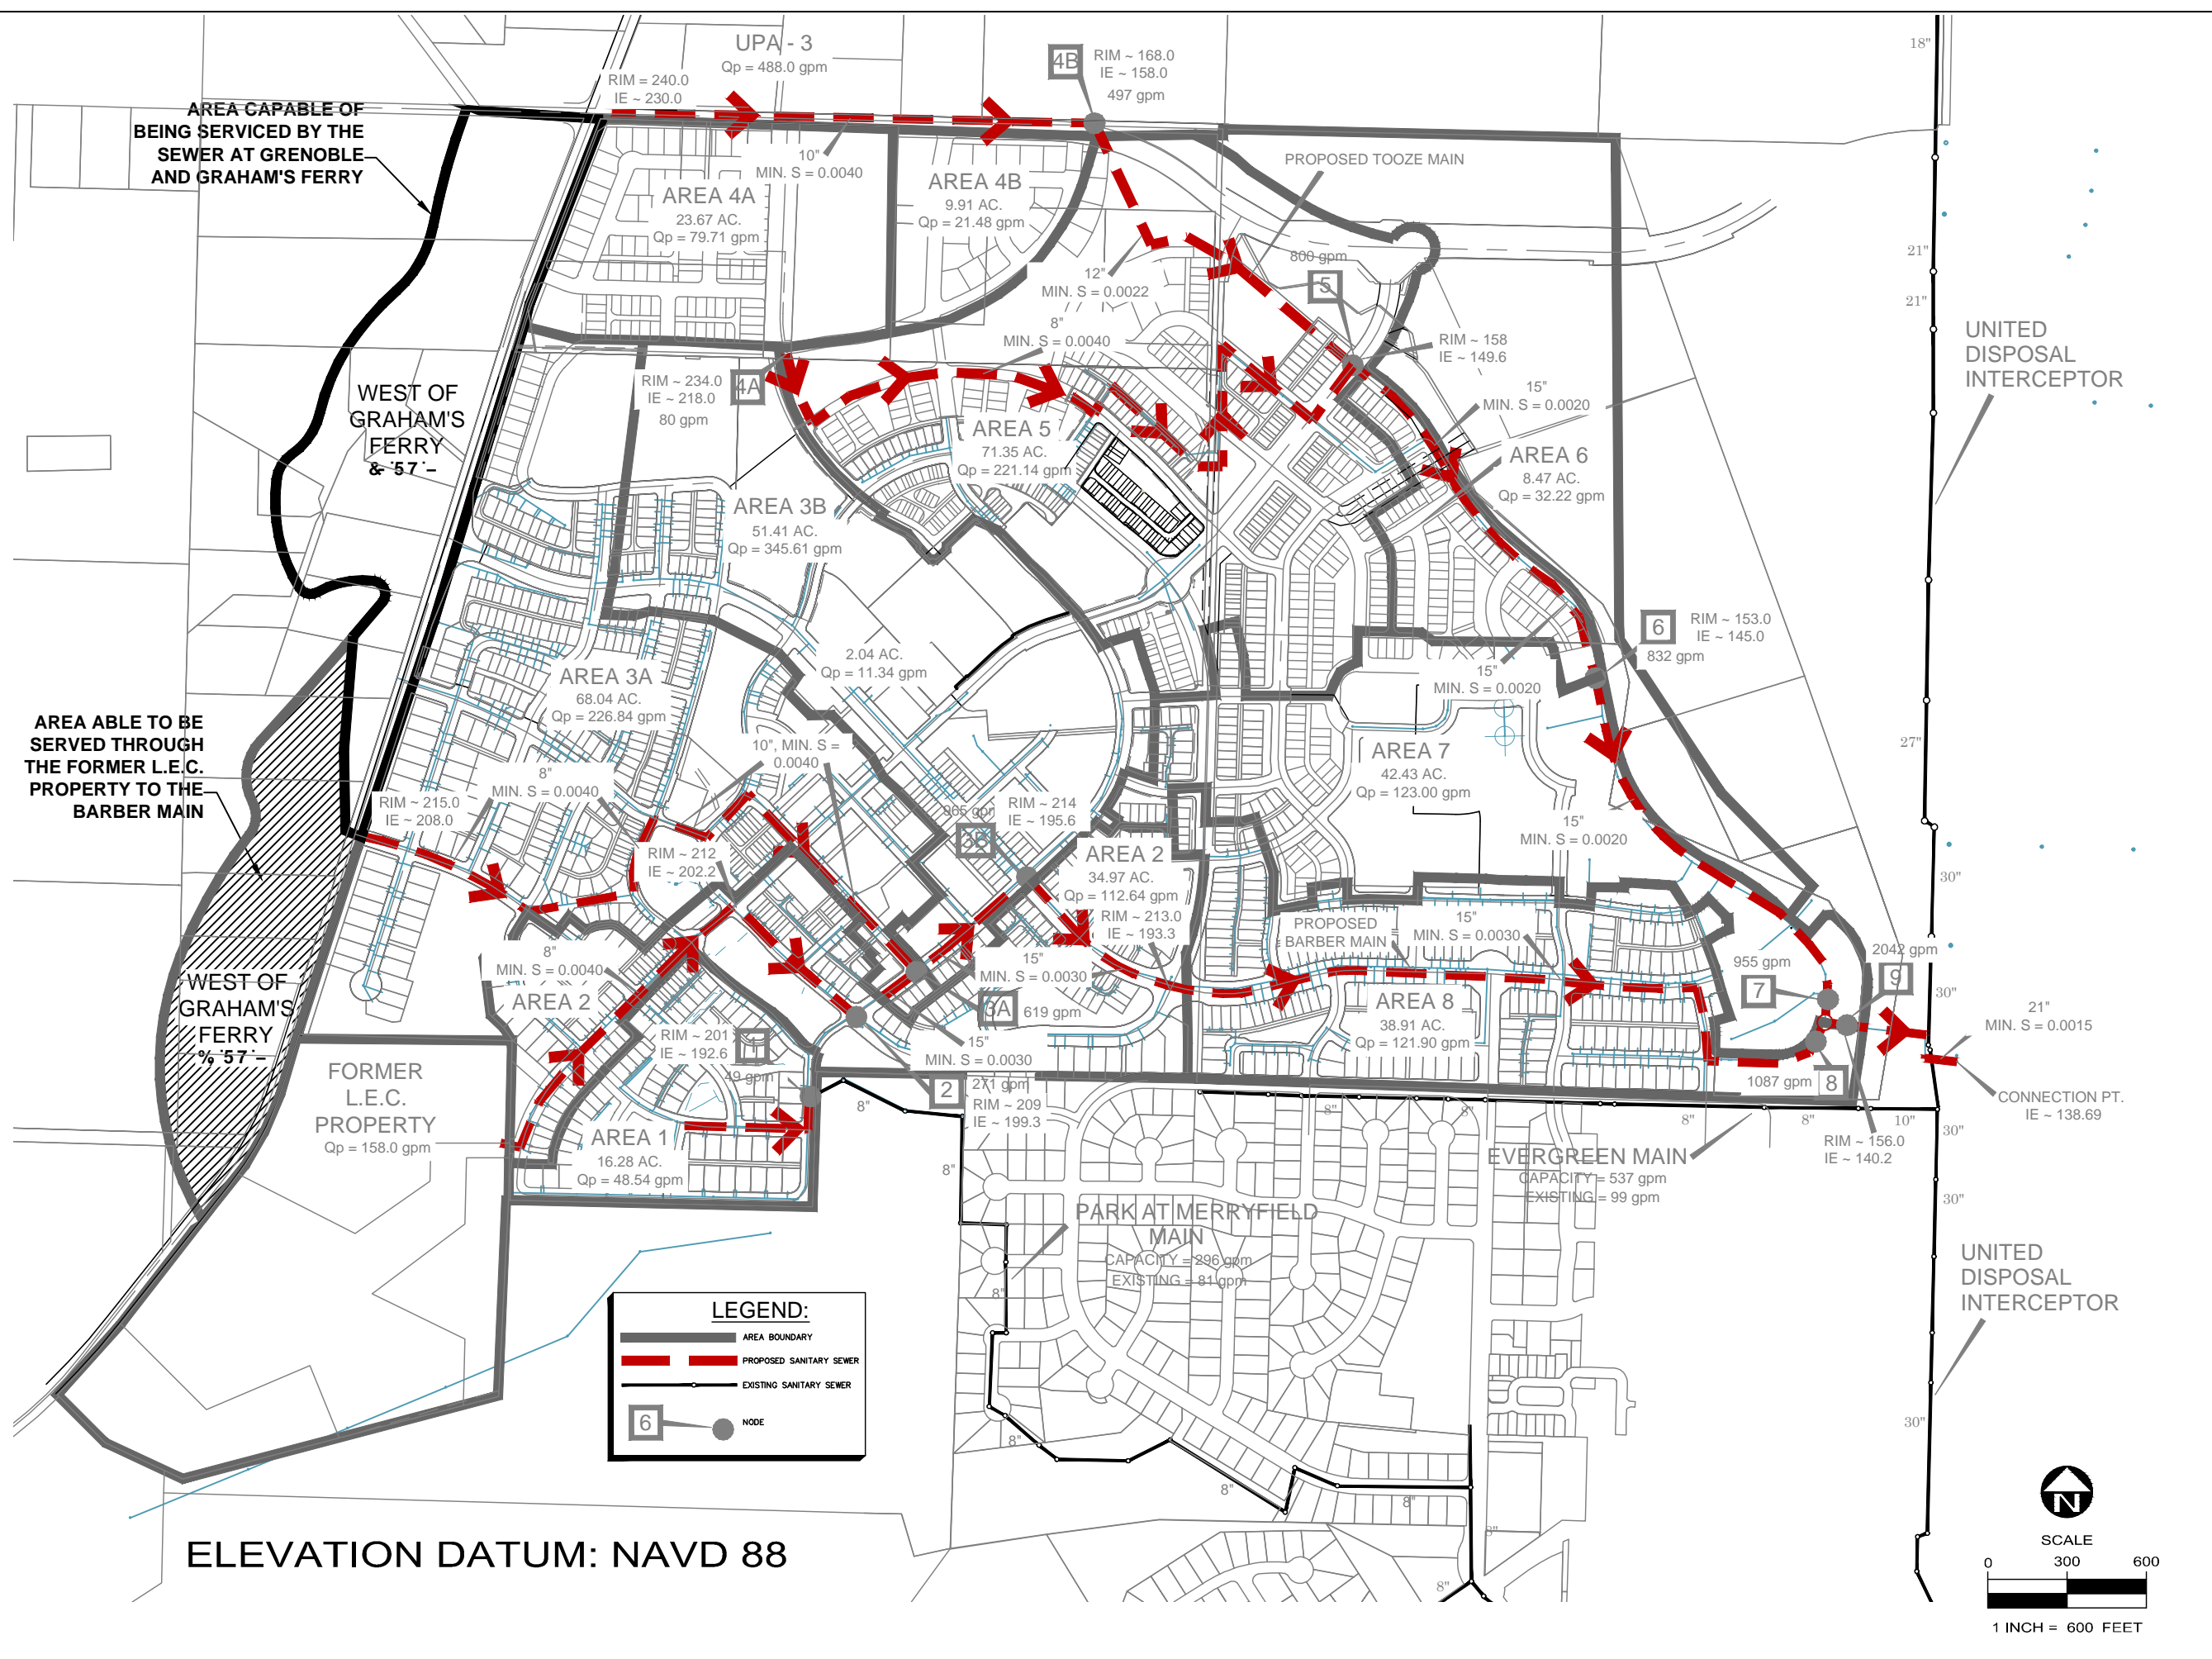 UPA - 3
Qp = 488.0 gpm
RIM = 240.0
IE ~ 230.0
4B
RIM ~ 168.0
IE ~ 158.0
497 gpm
18"
AREA CAPABLE OF
BEING SERVICED BY THE
SEWER AT GRENOBLE
AND GRAHAM'S FERRY
10"
MIN. S = 0.0040
AREA 4A
23.67 AC.
Qp = 79.71 gpm
AREA 4B
9.91 AC.
Qp = 21.48 gpm
PROPOSED TOOZE MAIN
12"
MIN. S = 0.0022
800 gpm
5
21"
21"
8"
MIN. S = 0.0040
RIM ~ 158
IE ~ 149.6
UNITED
DISPOSAL
INTERCEPTOR
RIM ~ 234.0
IE ~ 218.0
80 gpm
4A
15"
MIN. S = 0.0020
WEST OF
GRAHAM'S
FERRY
AREA 5
71.35 AC.
Qp = 221.14 gpm
AREA 6
8.47 AC.
Qp = 32.22 gpm
AREA 3B
51.41 AC.
Qp = 345.61 gpm
6
RIM ~ 153.0
IE ~ 145.0
832 gpm
2.04 AC.
Qp = 11.34 gpm
AREA 3A
68.04 AC.
Qp = 226.84 gpm
15"
MIN. S = 0.0020
AREA ABLE TO BE
SERVED THROUGH
THE FORMER L.E.C.
PROPERTY TO THE
BARBER MAIN
10", MIN. S =
0.0040
AREA 7
42.43 AC.
Qp = 123.00 gpm
27"
8"
MIN. S = 0.0040
RIM ~ 215.0
IE ~ 208.0
965 gpm
3B
RIM ~ 214
IE ~ 195.6
15"
MIN. S = 0.0020
RIM ~ 212
IE ~ 202.2
AREA 2
34.97 AC.
Qp = 112.64 gpm
30"
RIM ~ 213.0
IE ~ 193.3
PROPOSED
BARBER MAIN
15"
MIN. S = 0.0030
8"
MIN. S = 0.0040
15"
MIN. S = 0.0030
955 gpm
7
2042 gpm
9
30"
WEST OF
GRAHAM'S
FERRY
AREA 2
3A
619 gpm
AREA 8
38.91 AC.
Qp = 121.90 gpm
21"
MIN. S = 0.0015
RIM ~ 201
IE ~ 192.6
1
49 gpm
15"
MIN. S = 0.0030
FORMER
L.E.C.
PROPERTY
Qp = 158.0 gpm
2
271 gpm
RIM ~ 209
IE ~ 199.3
1087 gpm
8
CONNECTION PT.
IE ~ 138.69
8"
8"
8"
8"
8"
10"
30"
AREA 1
16.28 AC.
Qp = 48.54 gpm
RIM ~ 156.0
IE ~ 140.2
8"
EVERGREEN MAIN
CAPACITY = 537 gpm
EXISTING = 99 gpm
30"
PARK AT MERRYFIELD
MAIN
CAPACITY = 296 gpm
EXISTING = 81 gpm
8"
UNITED
DISPOSAL
INTERCEPTOR
LEGEND:
AREA BOUNDARY
PROPOSED SANITARY SEWER
EXISTING SANITARY SEWER
6
NODE
30"
8"
8"
8"
8"
8"
ELEVATION DATUM: NAVD 88
N
SCALE
0 300 600
1 INCH = 600 FEET